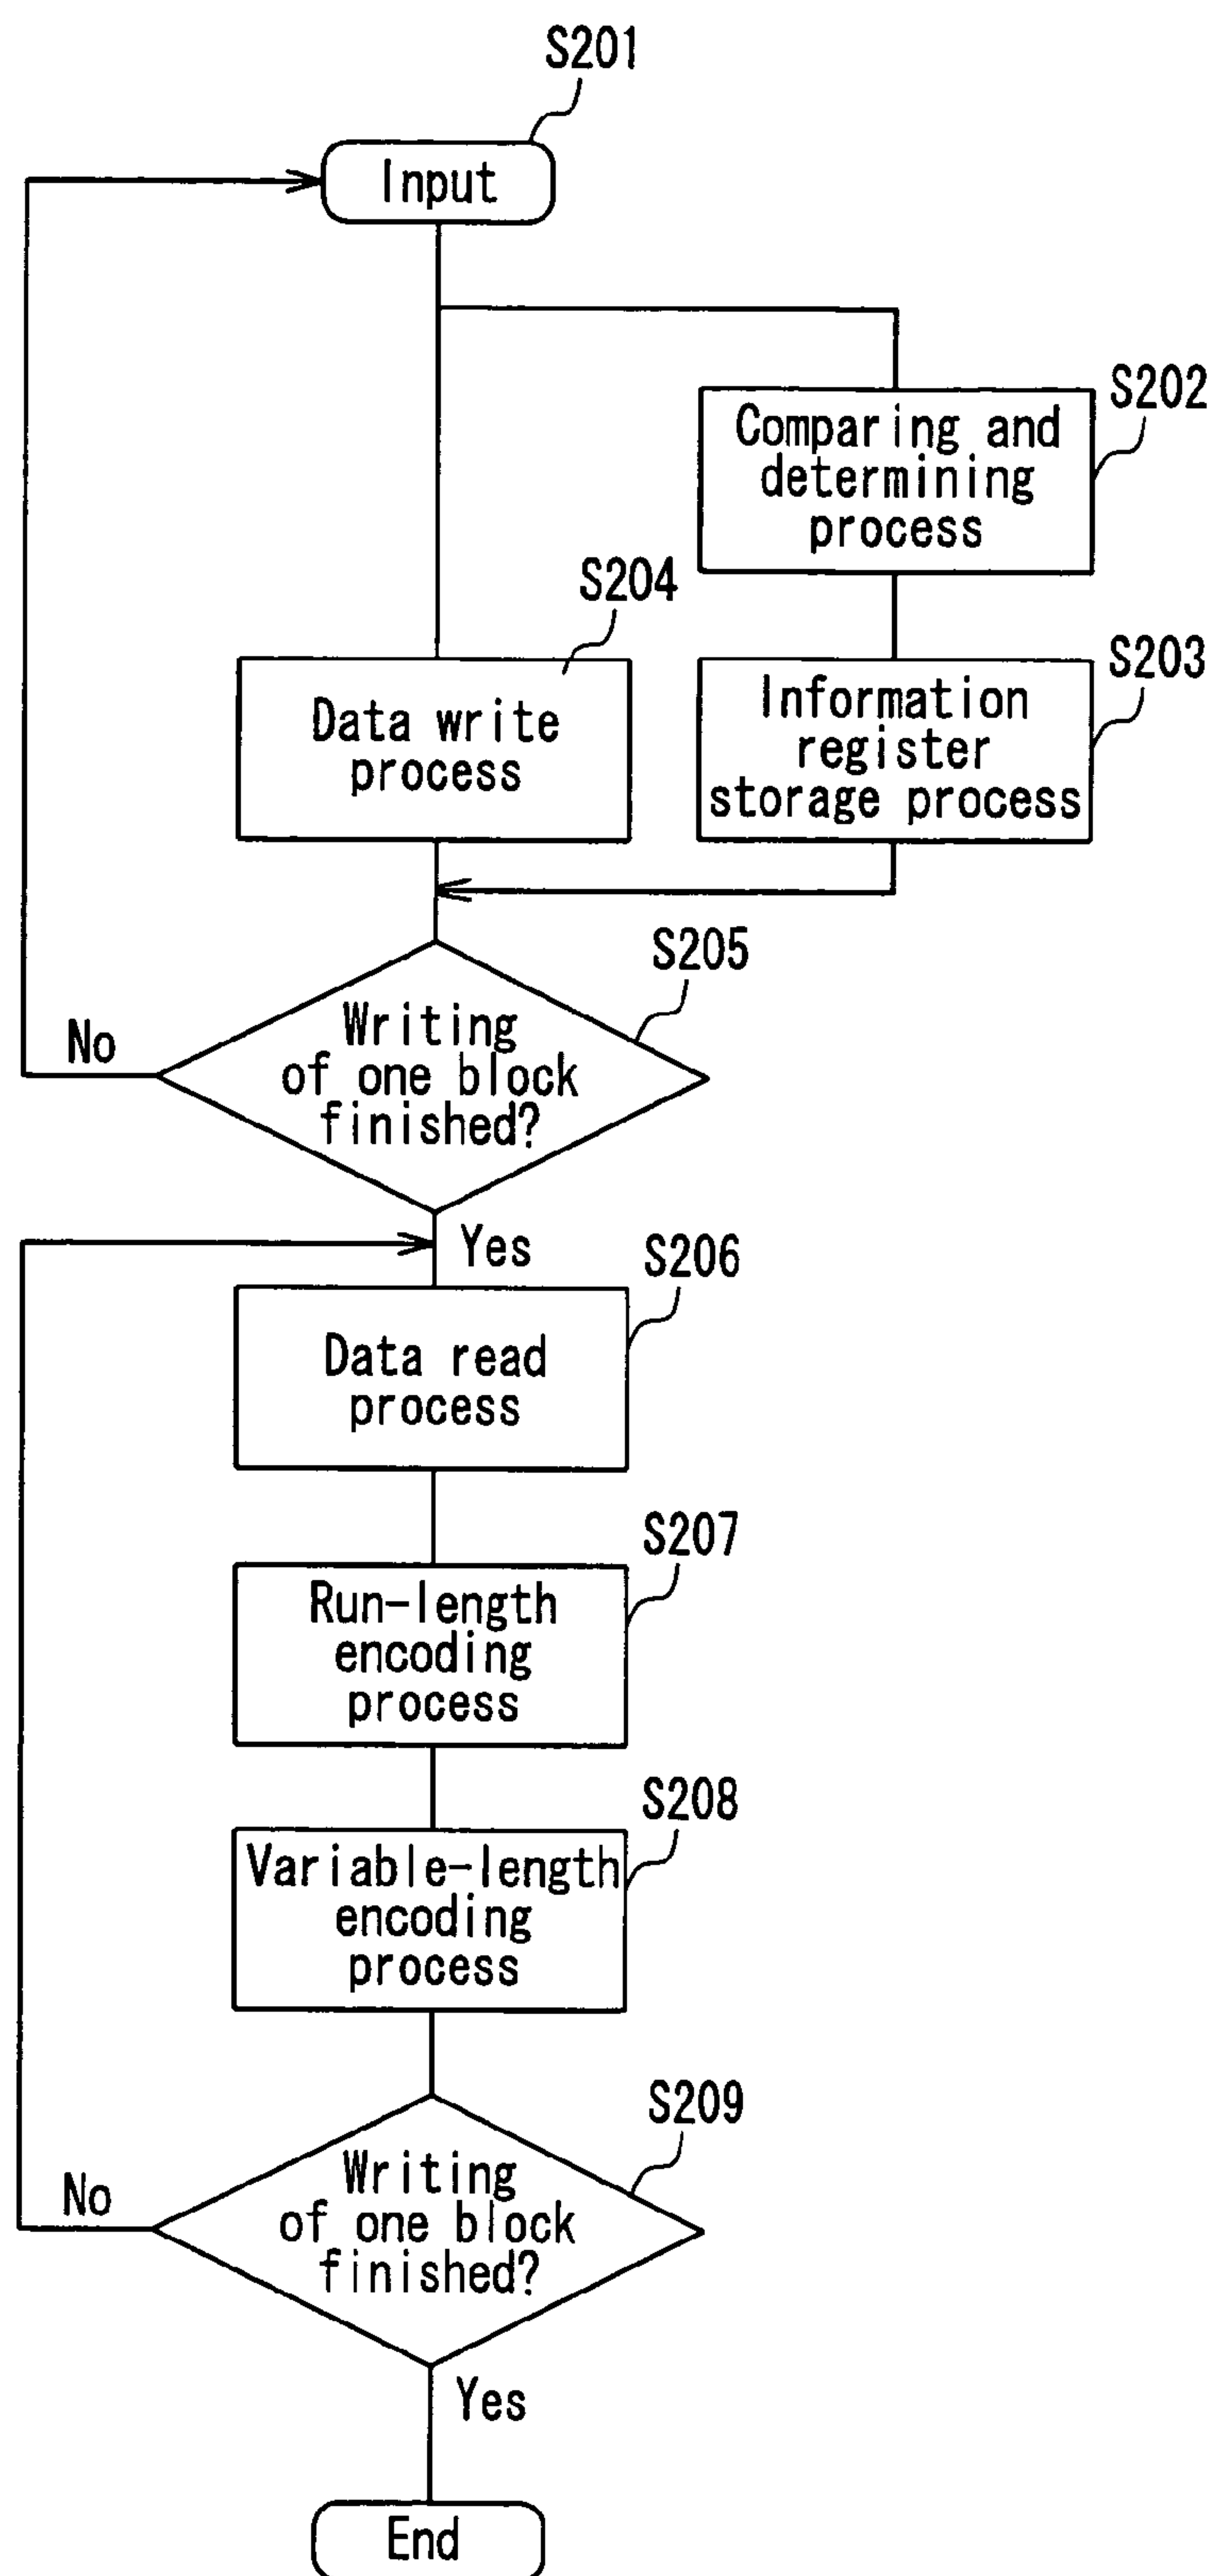 S201
Input
S202
Comparing and
determining
process
S204
S203
Data write
process
Information
register
storage process
S205
Writing
of one block
finished?
No
Yes
S206
Data read
process
S207
Run-length
encoding
process
S208
Variable-length
encoding
process
S209
Writing
of one block
finished?
No
Yes
End